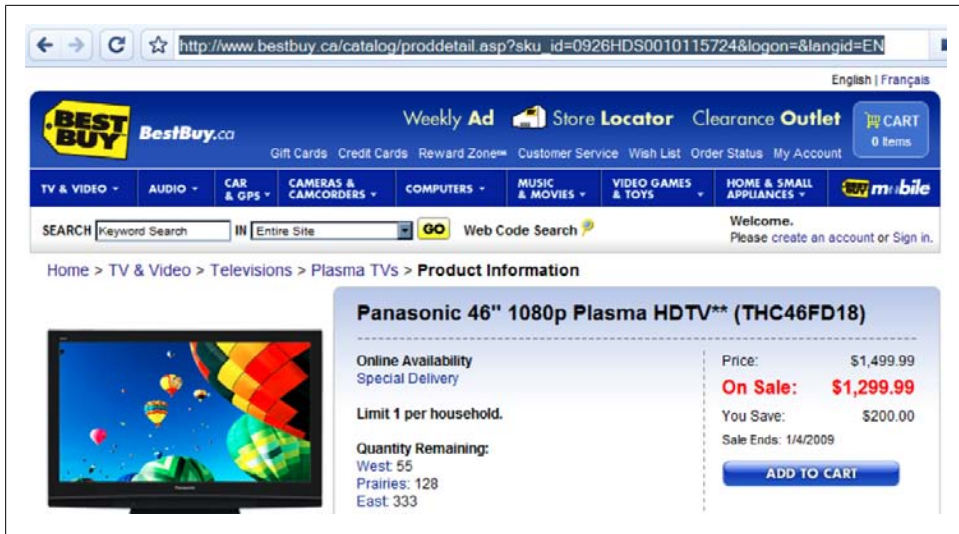 http://www.bestbuy.ca/catalog/proddetail.asp?sku_id=0926HDS0010115724&logon=&langid=EN
English | Français
BEST BUY
BestBuy.ca
Weekly Ad Store Locator Clearance Outlet
CART
0 Items
Gift Cards Credit Cards Reward Zone℠ Customer Service Wish List Order Status My Account
TV & VIDEO AUDIO CAR & GPS CAMERAS & CAMCORDERS COMPUTERS MUSIC & MOVIES VIDEO GAMES & TOYS HOME & SMALL APPLIANCES BEST BUY mobile
SEARCH Keyword Search IN Entire Site GO Web Code Search
Welcome.
Please create an account or Sign in.
Home > TV & Video > Televisions > Plasma TVs > Product Information
Panasonic 46" 1080p Plasma HDTV** (THC46FD18)
Online Availability
Special Delivery
Limit 1 per household.
Quantity Remaining:
West: 55
Prairies: 128
East: 333
Price: $1,499.99
On Sale: $1,299.99
You Save: $200.00
Sale Ends: 1/4/2009
ADD TO CART
Panasonic